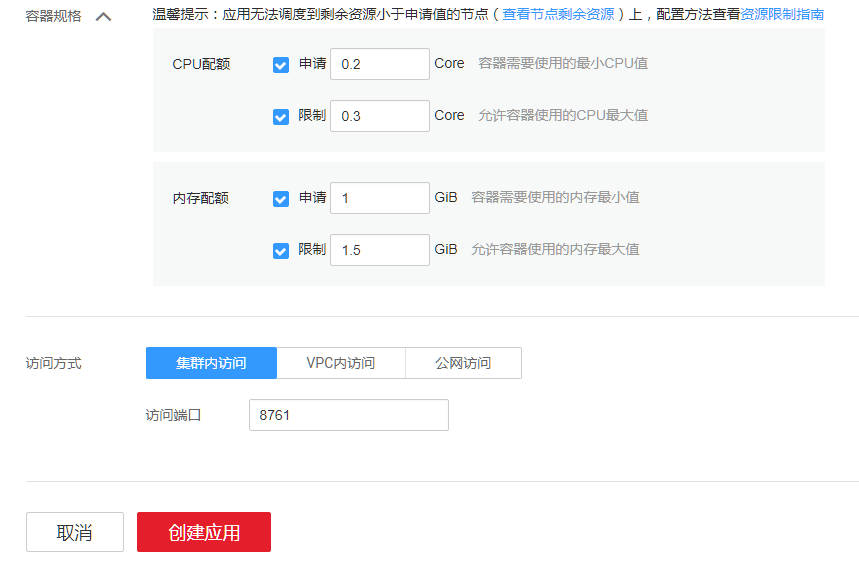 容器规格 温馨提示：应用无法调度到剩余资源小于申请值的节点（查看节点剩余资源）上，配置方法查看资源限制指南
CPU配额 申请 0.2 Core 容器需要使用的最小CPU值
限制 0.3 Core 允许容器使用的CPU最大值
内存配额 申请 1 GiB 容器需要使用的内存最小值
限制 1.5 GiB 允许容器使用的内存最大值
访问方式 集群内访问 VPC内访问 公网访问
访问端口 8761
取消 创建应用